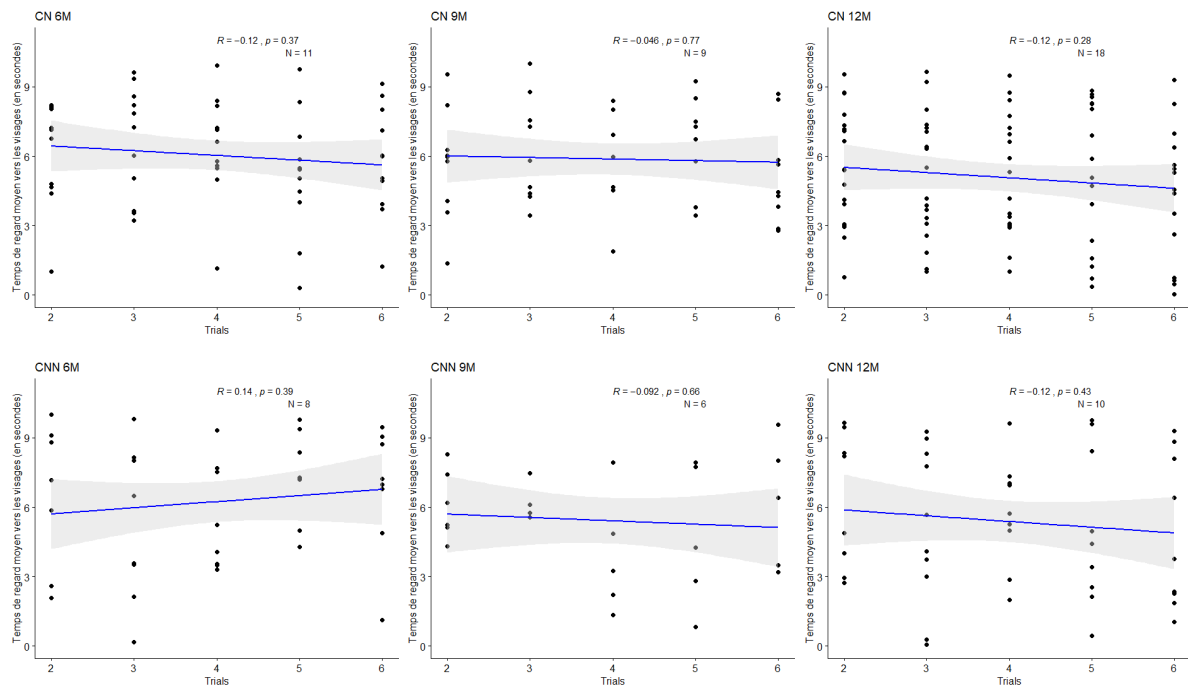 CN 6M
R = −0.12 , p = 0.37
N = 11
Temps de regard moyen vers les visages (en secondes)
9
6
3
0
2 3 4 5 6
Trials
CN 9M
R = −0.046 , p = 0.77
N = 9
Temps de regard moyen vers les visages (en secondes)
9
6
3
0
2 3 4 5 6
Trials
CN 12M
R = −0.12 , p = 0.28
N = 18
Temps de regard moyen vers les visages (en secondes)
9
6
3
0
2 3 4 5 6
Trials
CNN 6M
R = 0.14 , p = 0.39
N = 8
Temps de regard moyen vers les visages (en secondes)
9
6
3
0
2 3 4 5 6
Trials
CNN 9M
R = −0.092 , p = 0.66
N = 6
Temps de regard moyen vers les visages (en secondes)
9
6
3
0
2 3 4 5 6
Trials
CNN 12M
R = −0.12 , p = 0.43
N = 10
Temps de regard moyen vers les visages (en secondes)
9
6
3
0
2 3 4 5 6
Trials